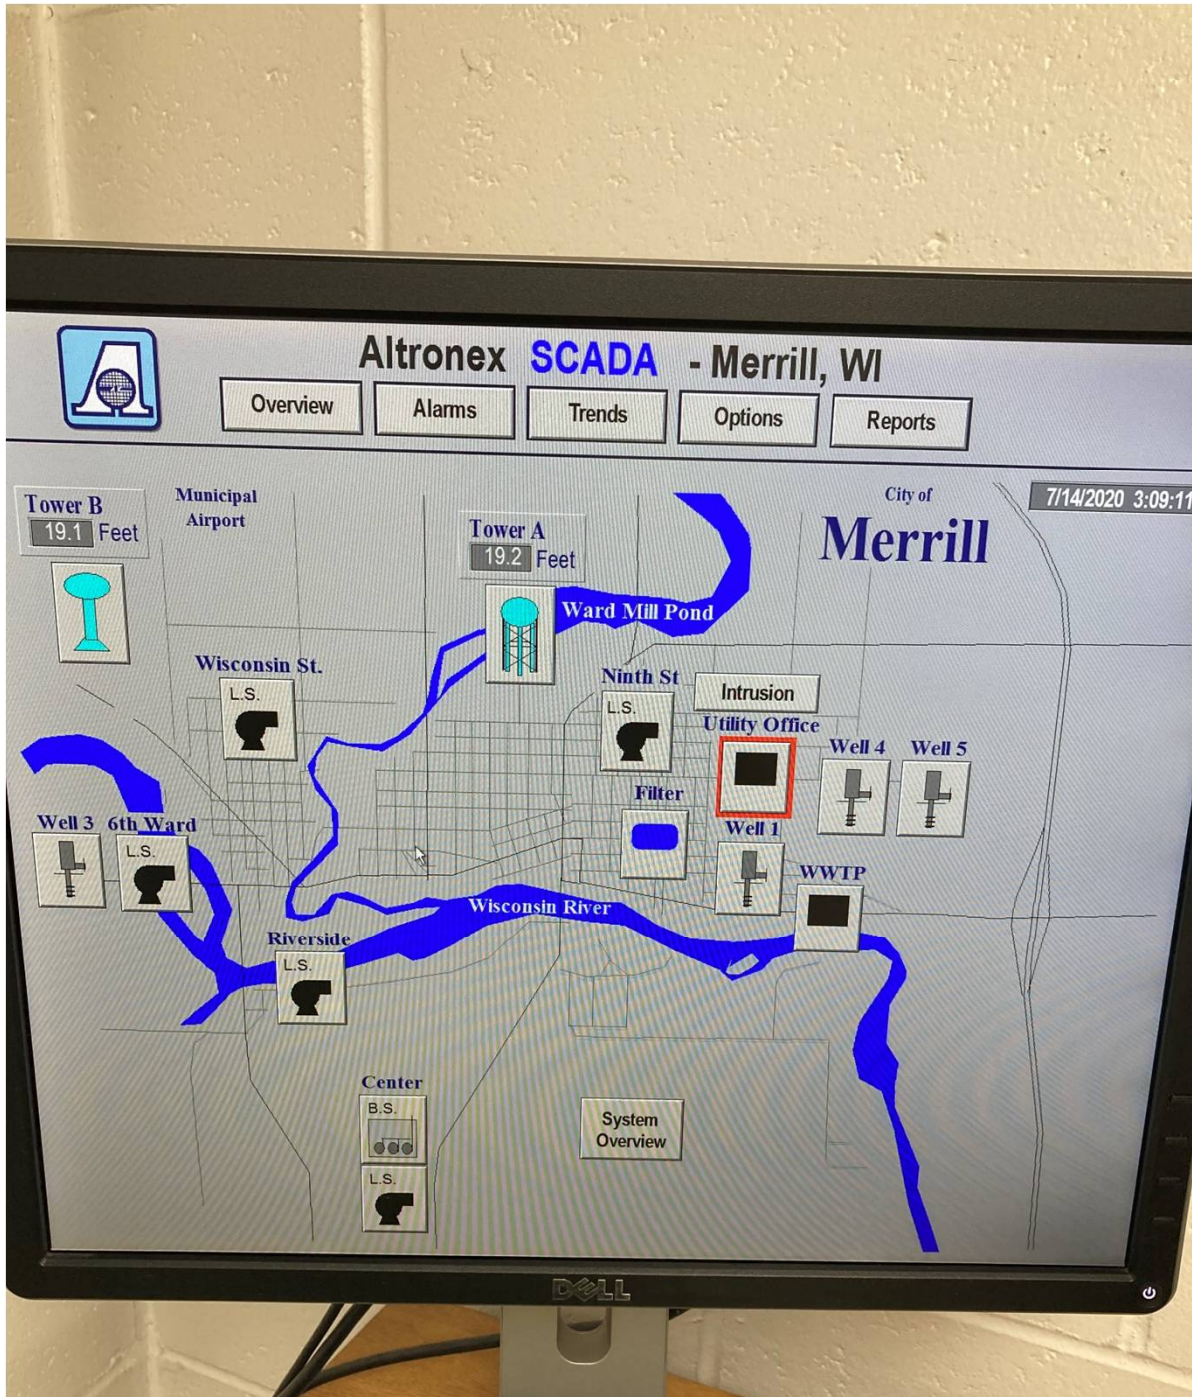 Altronex SCADA - Merrill, WI
Overview
Alarms
Trends
Options
Reports
Tower B
19.1 Feet
Municipal
Airport
Tower A
19.2 Feet
City of
Merrill
7/14/2020 3:09:11
Ward Mill Pond
Wisconsin St.
L.S.
Ninth St
L.S.
Intrusion
Utility Office
Well 4
Well 5
Filter
Well 1
Well 3
6th Ward
L.S.
WWTP
Wisconsin River
Riverside
L.S.
Center
B.S.
L.S.
System
Overview
DELL